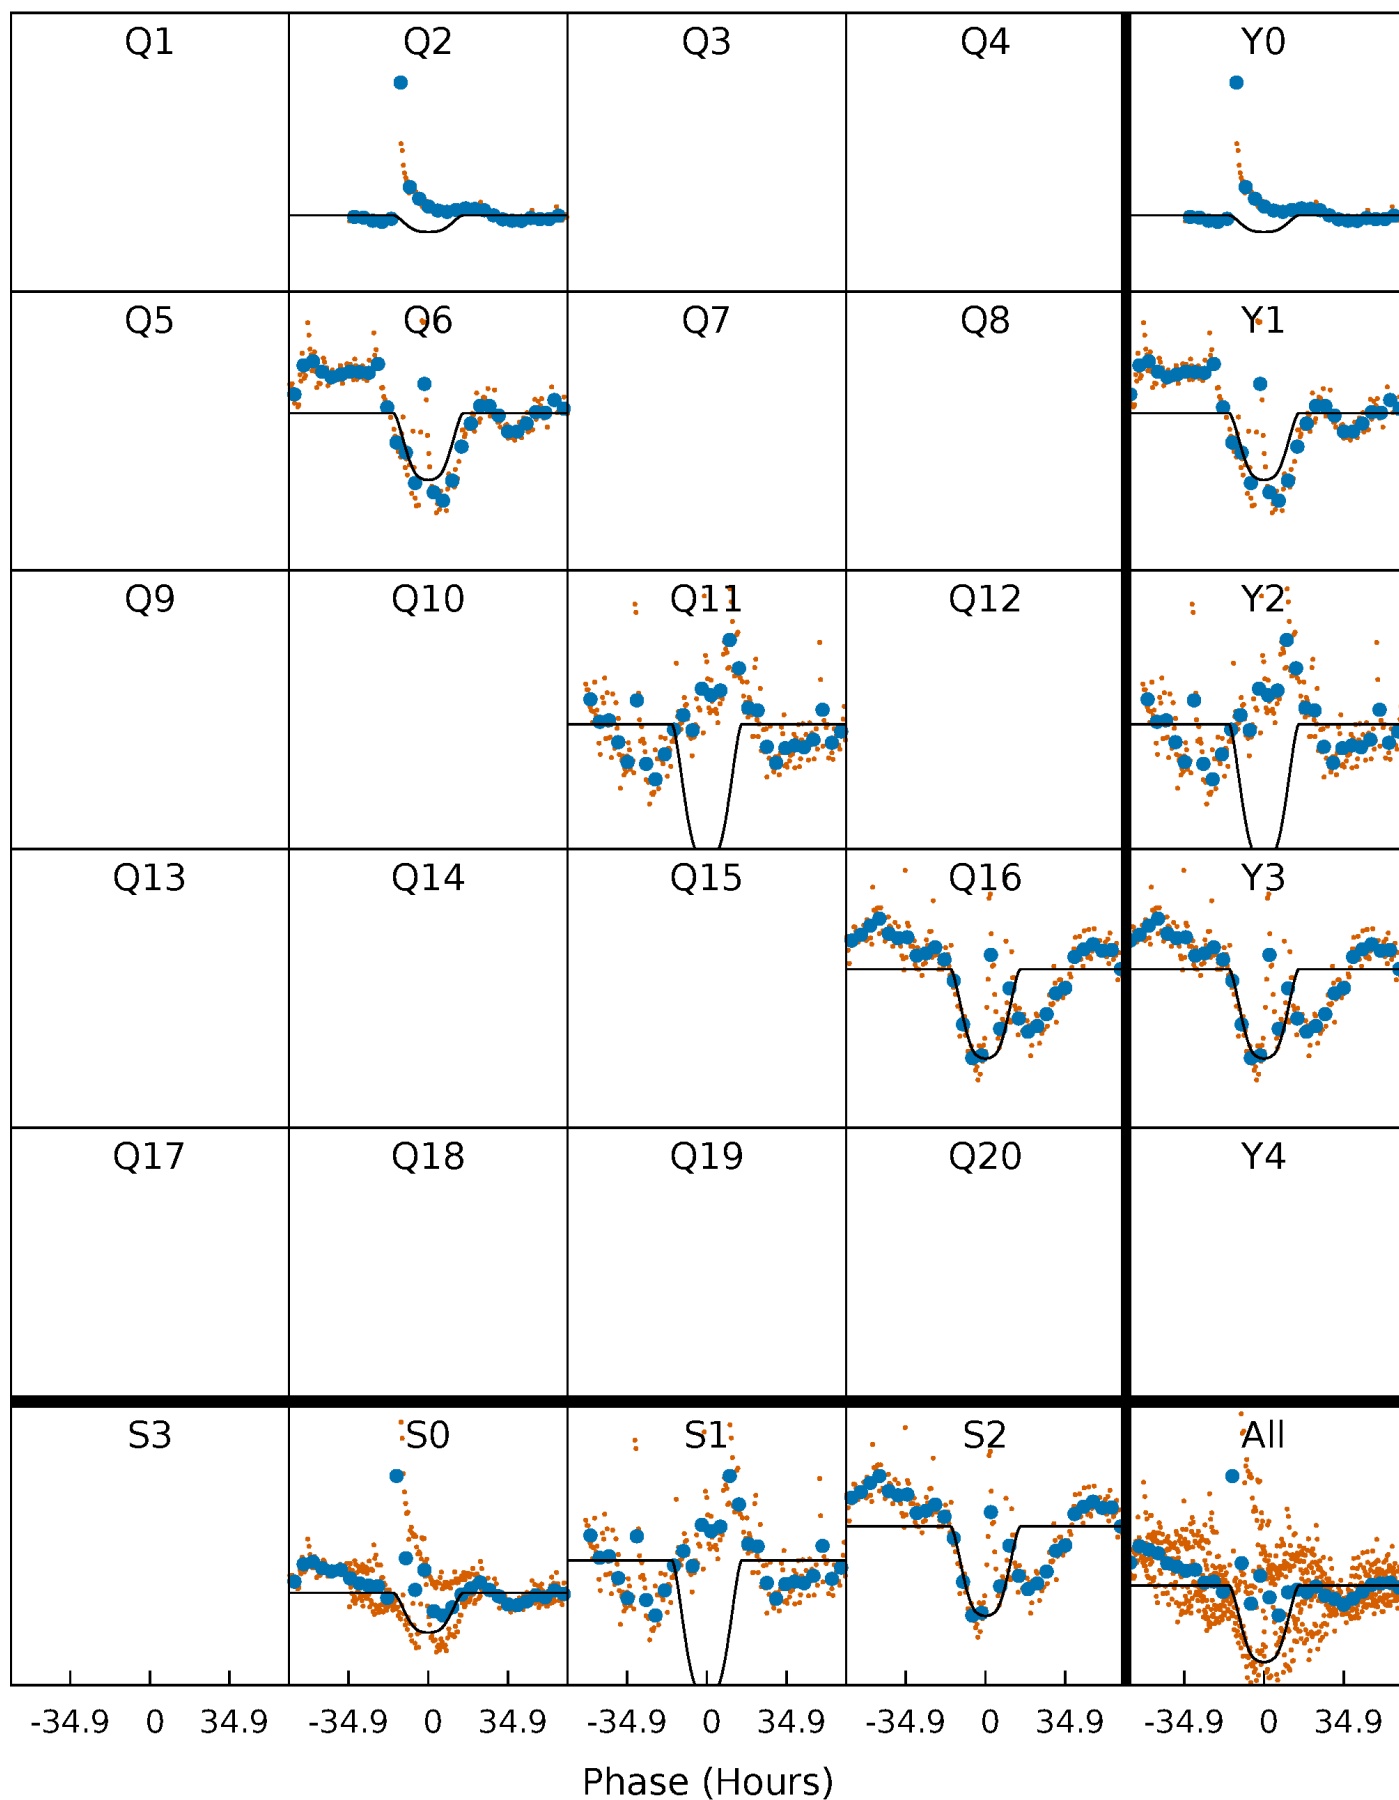 Q1 Q2 Q3 Q4 Y0
Q5 Q6 Q7 Q8 Y1
Q9 Q10 Q11 Q12 Y2
Q13 Q14 Q15 Q16 Y3
Q17 Q18 Q19 Q20 Y4
S3 S0 S1 S2 All
-34.9 0 34.9 -34.9 0 34.9 -34.9 0 34.9 -34.9 0 34.9 -34.9 0 34.9
Phase (Hours)